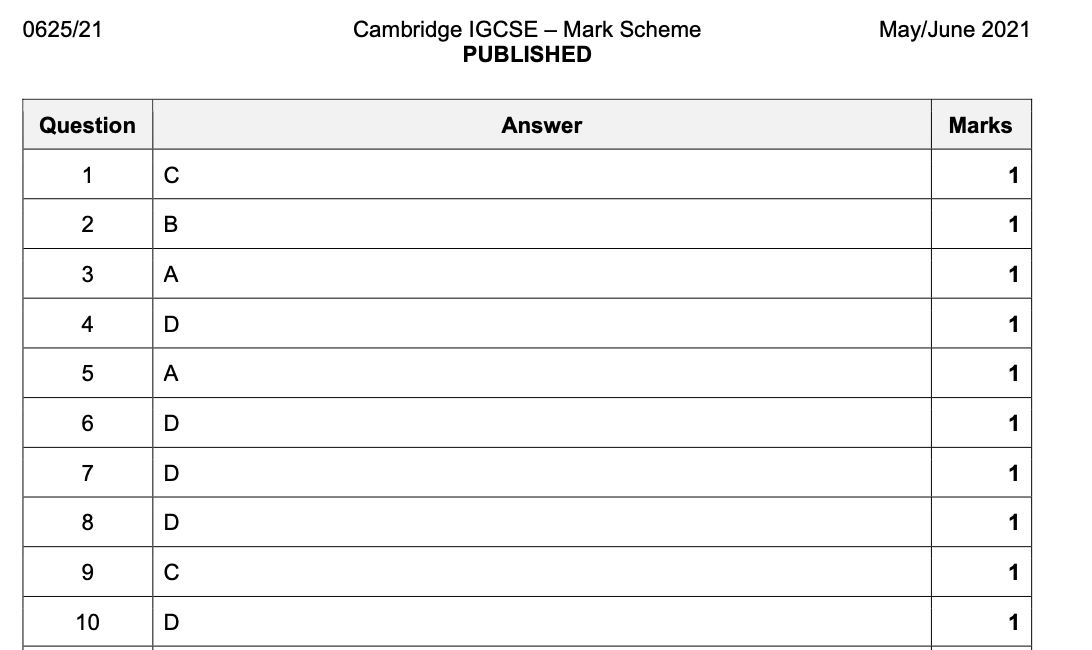 0625/21 Cambridge IGCSE – Mark Scheme May/June 2021
PUBLISHED
Question Answer Marks
1 C 1
2 B 1
3 A 1
4 D 1
5 A 1
6 D 1
7 D 1
8 D 1
9 C 1
10 D 1